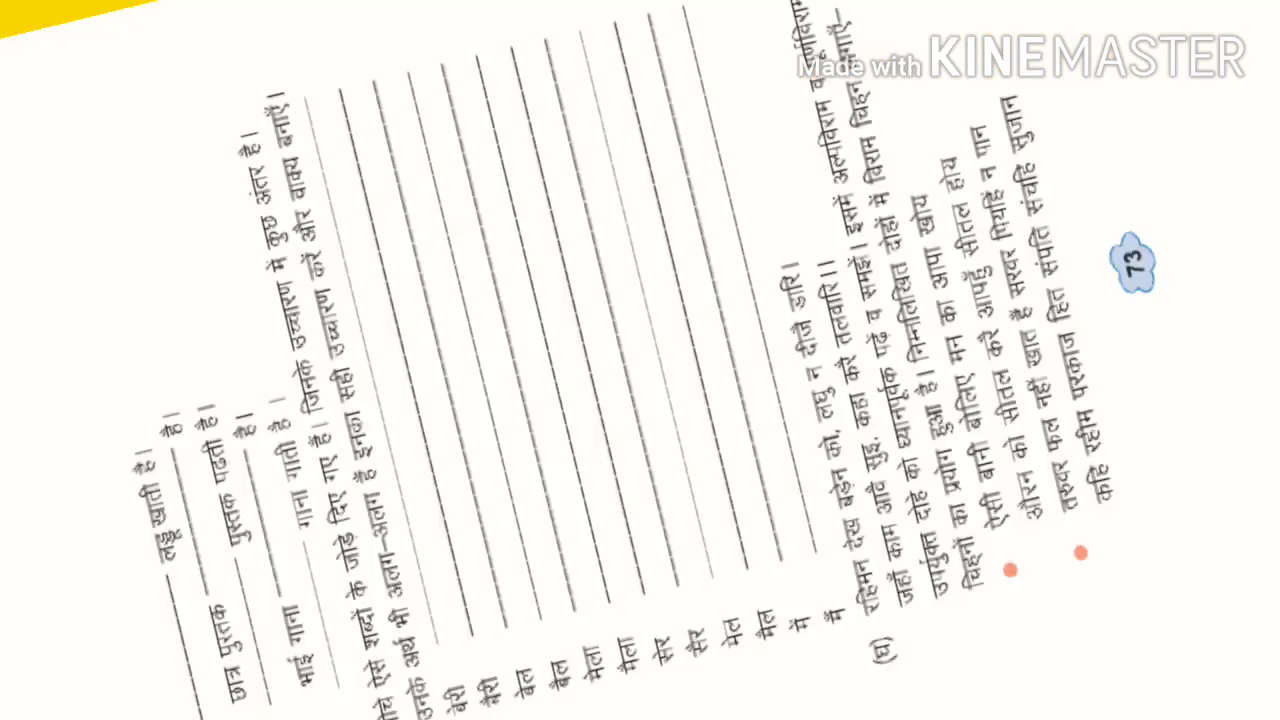 Made with KINEMASTER
लड्डू खाती है।
छात्र पुस्तक है।
पुस्तक पढ़ती है।
है।
भाई गाना गाना गाती है।
नीचे ऐसे शब्दों के जोड़े दिए गए हैं। जिनके उच्चारण में कुछ अंतर है।
उनके अर्थ भी अलग-अलग हैं इनका सही उच्चारण करें और वाक्य बनाएँ।
बेरी
बैरी
बेल
बैल
मेला
मैला
सेर
सैर
मेल
मैल
में
मैं
(घ) रहिमन देख बड़ेन को, लघु न दीजै डारि।
जहाँ काम आवै सुई, कहा करै तलवारि।।
उपर्युक्त दोहे को ध्यानपूर्वक पढ़ें व समझें। इसमें अल्पविराम व पूर्णविराम
चिह्नों का प्रयोग हुआ है। निम्नलिखित दोहों में विराम चिह्न लगाएँ-
ऐसी बानी बोलिए मन का आपा खोय
औरन को सीतल करे आपहुँ सीतल होय
तरुवर फल नहीं खात है सरवर पियहिं न पान
कहि रहीम परकाज हित संपति संचहि सुजान
73